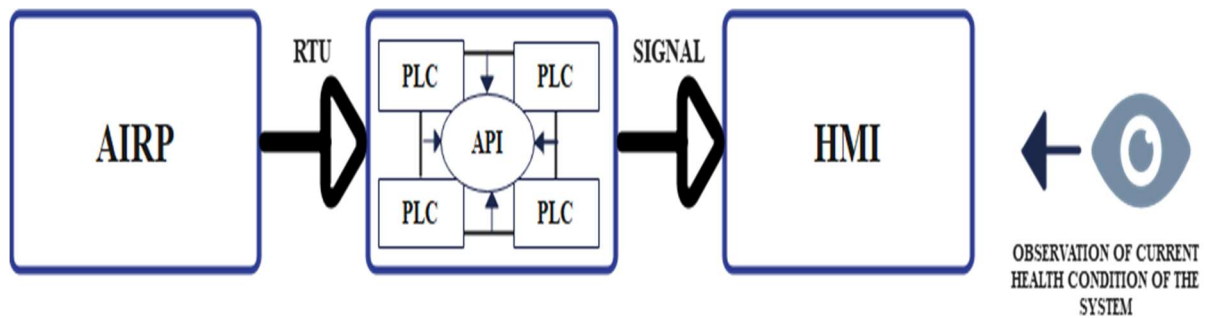 AIRP
RTU
PLC
PLC
API
PLC
PLC
SIGNAL
HMI
OBSERVATION OF CURRENT
HEALTH CONDITION OF THE
SYSTEM